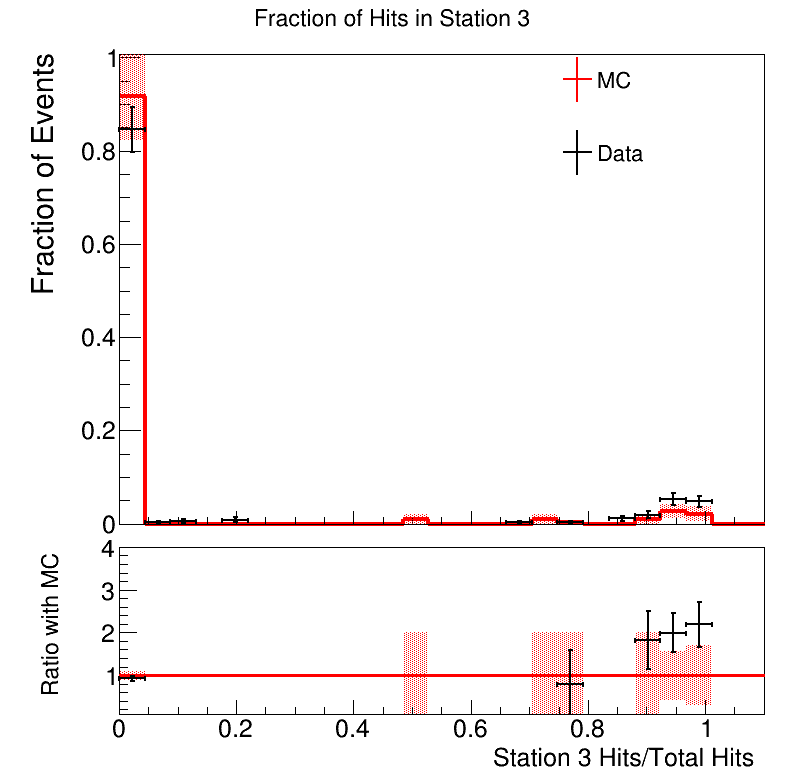 Fraction of Hits in Station 3
Fraction of Events
1
0.8
0.6
0.4
0.2
0
MC
Data
Ratio with MC
4
3
2
1
0
0.2
0.4
0.6
0.8
1
Station 3 Hits/Total Hits